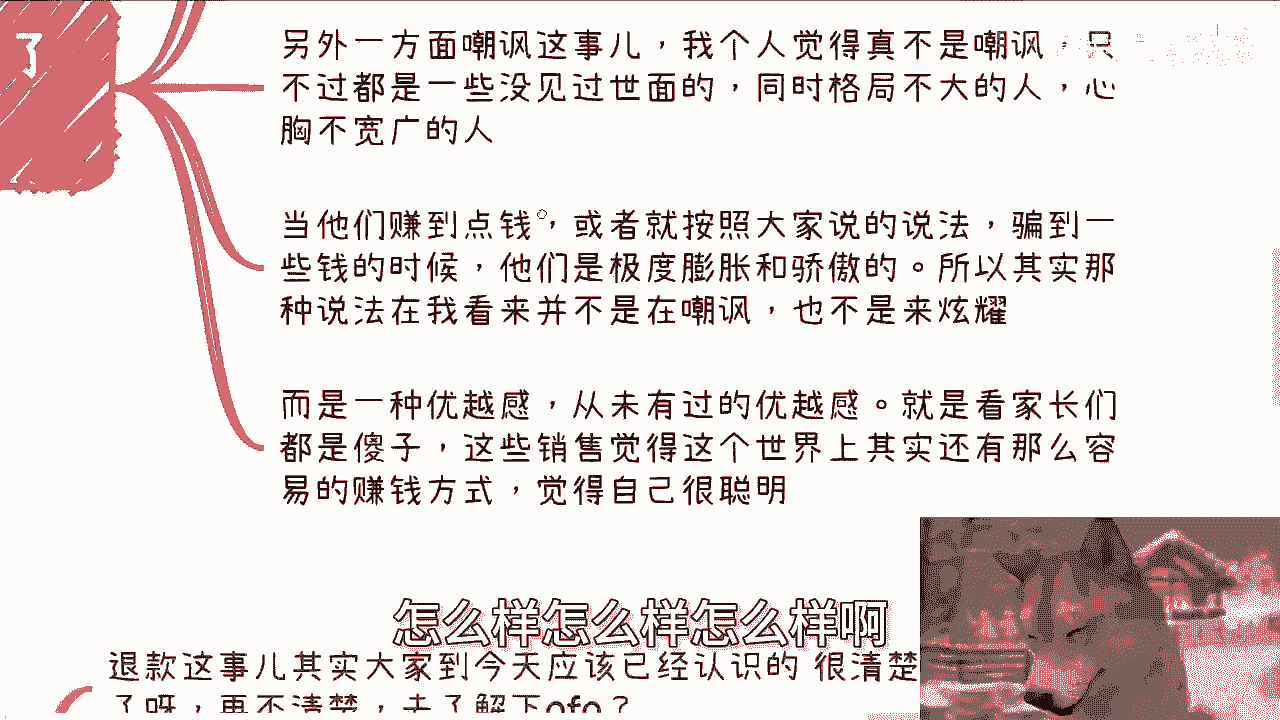 了
另外一方面嘲讽这事儿，我个人觉得真不是嘲讽，只
不过都是一些没见过世面的，同时格局不大的人，心
胸不宽广的人
当他们赚到点钱，或者就按照大家说的说法，骗到一
些钱的时候，他们是极度膨胀和骄傲的。所以其实那
种说法在我看来并不是在嘲讽，也不是来炫耀
而是一种优越感，从未有过的优越感。就是看家长们
都是傻子，这些销售觉得这个世界上其实还有那么容
易的赚钱方式，觉得自己很聪明
怎么样怎么样怎么样啊
退款这事儿其实大家到今天应该已经认识的 很清楚
了呀，再不清楚，去了解下ofo？